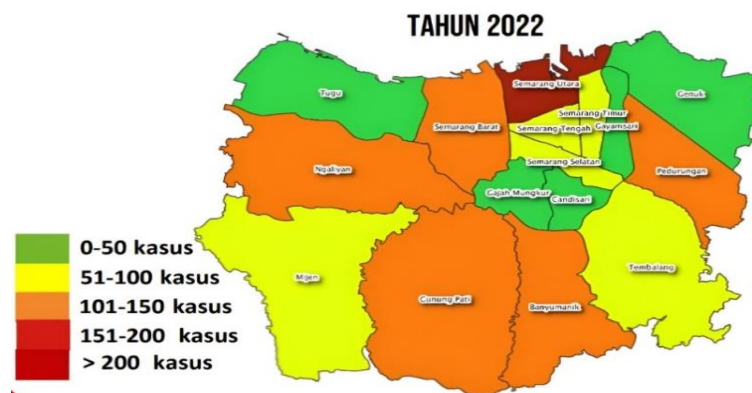 TAHUN 2022
Semarang Utara
Tugu
Genuk
Semarang Timur
Semarang Barat
Semarang Tengah
Gayamsari
Semarang Selatan
Ngaliyan
Pedurungan
Gajah Mungkur
Candisari
Mijen
Tembalang
Gunung Pati
Banyumanik
0-50 kasus
51-100 kasus
101-150 kasus
151-200 kasus
> 200 kasus